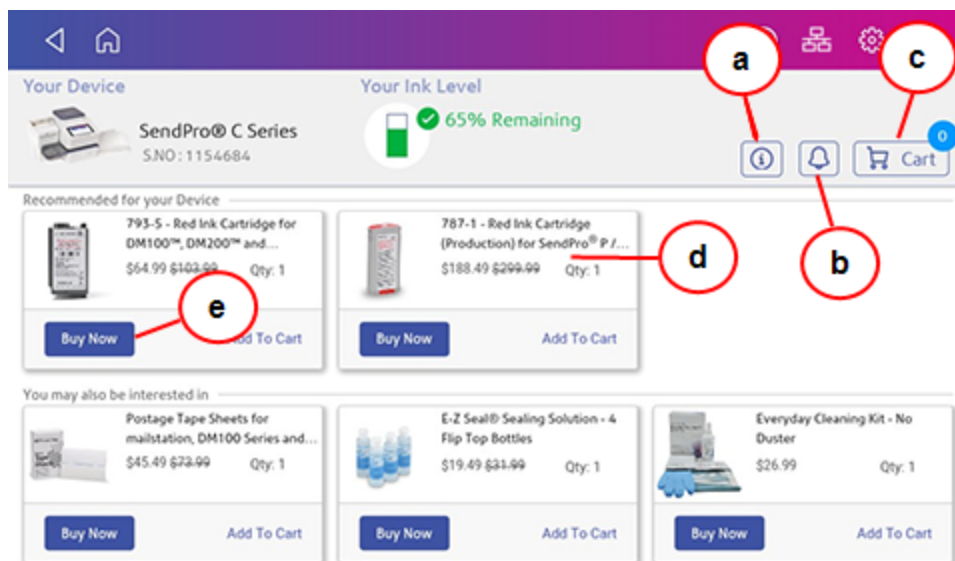 a
c
Your Device
Your Ink Level
SendPro® C Series
S.NO: 1154684
65% Remaining
0
Cart
b
Recommended for your Device
793-5 - Red Ink Cartridge for
DM100™, DM200™ and...
$64.99 $103.99 Qty: 1
e
Buy Now
Add To Cart
787-1 - Red Ink Cartridge
(Production) for SendPro® P /...
$188.49 $299.99 Qty: 1
d
Buy Now
Add To Cart
You may also be interested in
Postage Tape Sheets for
mailstation, DM100 Series and...
$45.49 $73.99 Qty: 1
Buy Now
Add To Cart
E-Z Seal® Sealing Solution - 4
Flip Top Bottles
$19.49 $31.99 Qty: 1
Buy Now
Add To Cart
Everyday Cleaning Kit - No
Duster
$26.99 Qty: 1
Buy Now
Add To Cart